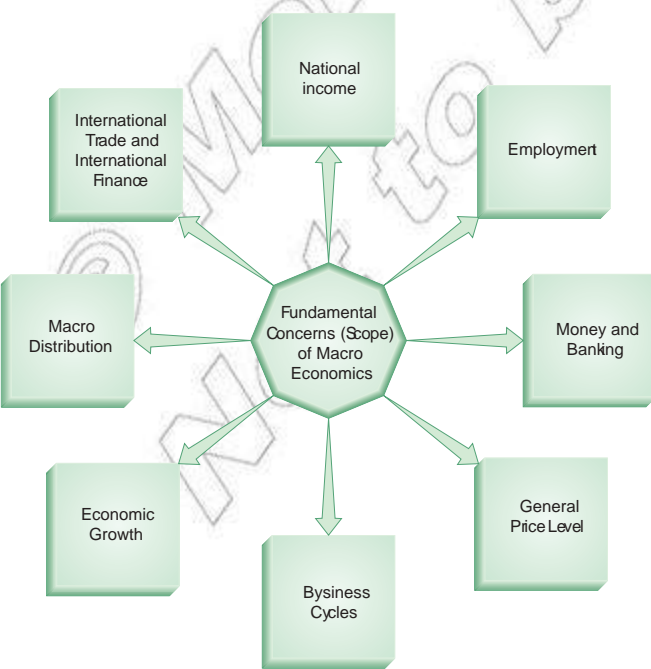 National
income
International
Trade and
International
Finance
Employment
Macro
Distribution
Fundamental
Concerns (Scope)
of Macro
Economics
Money and
Banking
Economic
Growth
General
Price Level
Bysiness
Cycles